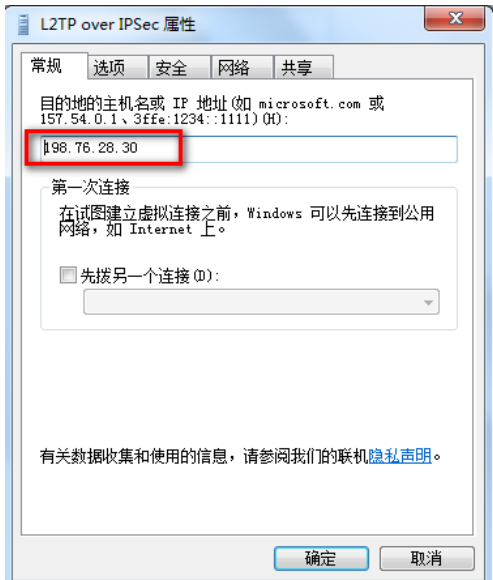 L2TP over IPSec 属性
常规 选项 安全 网络 共享
目的地的主机名或 IP 地址(如 microsoft.com 或
157.54.0.1、3ffe:1234::1111)(H):
198.76.28.30
第一次连接
在试图建立虚拟连接之前，Windows 可以先连接到公用
网络，如 Internet 上。
先拨另一个连接(D):
有关数据收集和使用的信息，请参阅我们的联机隐私声明。
确定 取消